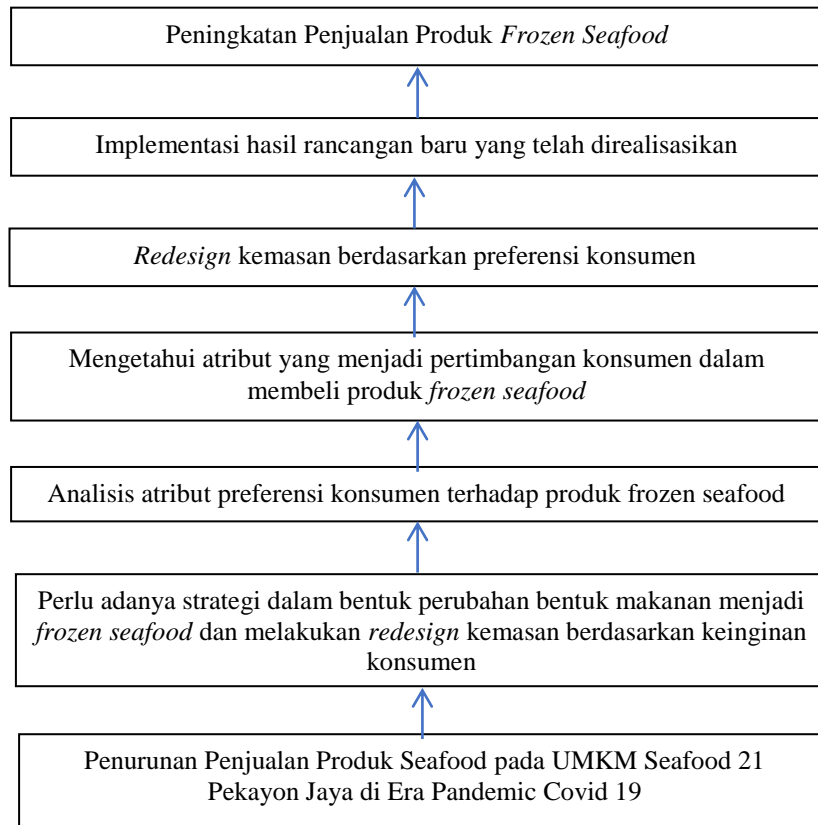 Peningkatan Penjualan Produk Frozen Seafood
Implementasi hasil rancangan baru yang telah direalisasikan
Redesign kemasan berdasarkan preferensi konsumen
Mengetahui atribut yang menjadi pertimbangan konsumen dalam
membeli produk frozen seafood
Analisis atribut preferensi konsumen terhadap produk frozen seafood
Perlu adanya strategi dalam bentuk perubahan bentuk makanan menjadi
frozen seafood dan melakukan redesign kemasan berdasarkan keinginan
konsumen
Penurunan Penjualan Produk Seafood pada UMKM Seafood 21
Pekayon Jaya di Era Pandemic Covid 19